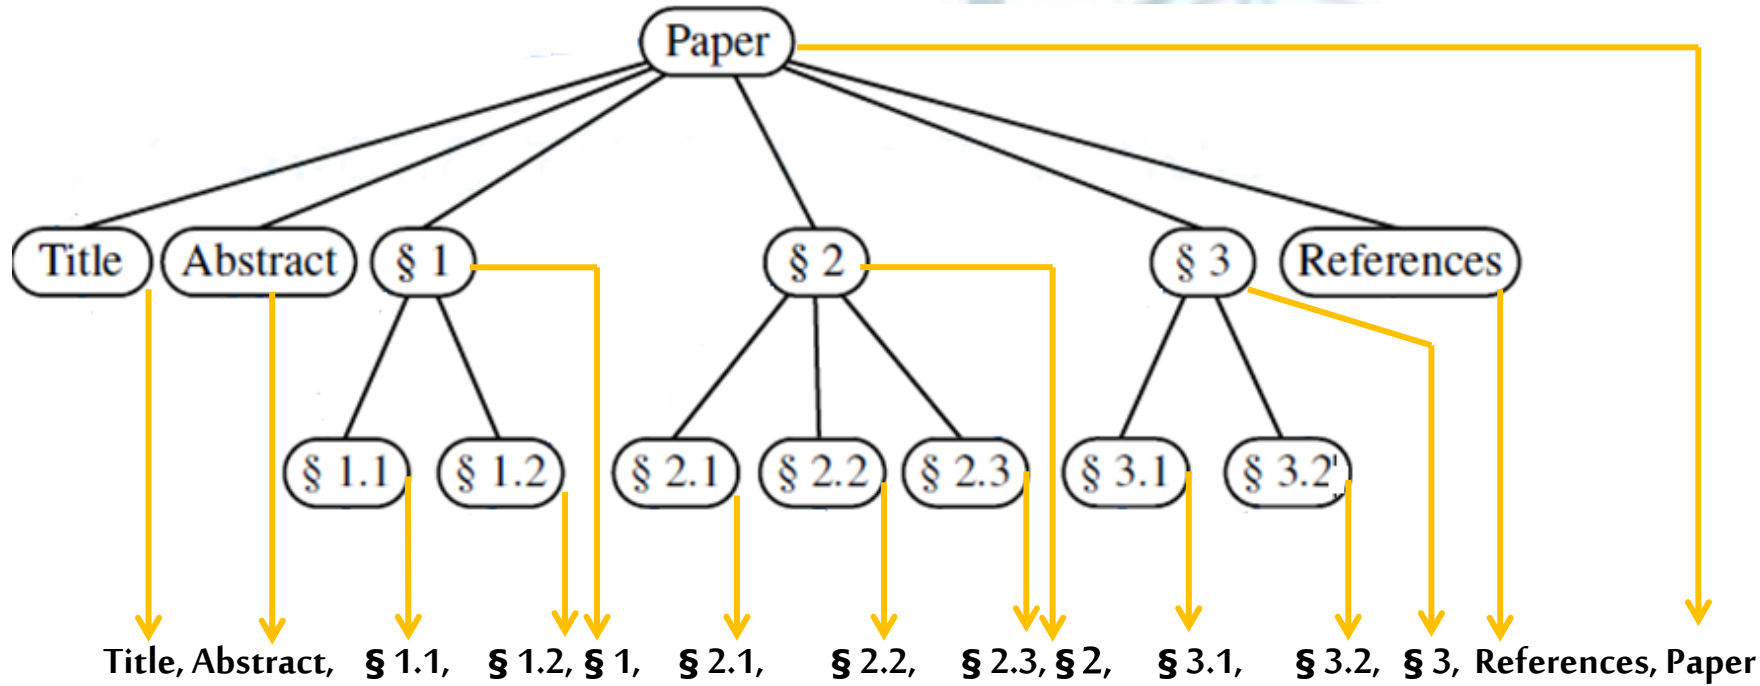 Paper
Title Abstract § 1 § 2 § 3 References
§ 1.1 § 1.2 § 2.1 § 2.2 § 2.3 § 3.1 § 3.2
Title, Abstract, § 1.1, § 1.2, § 1, § 2.1, § 2.2, § 2.3, § 2, § 3.1, § 3.2, § 3, References, Paper